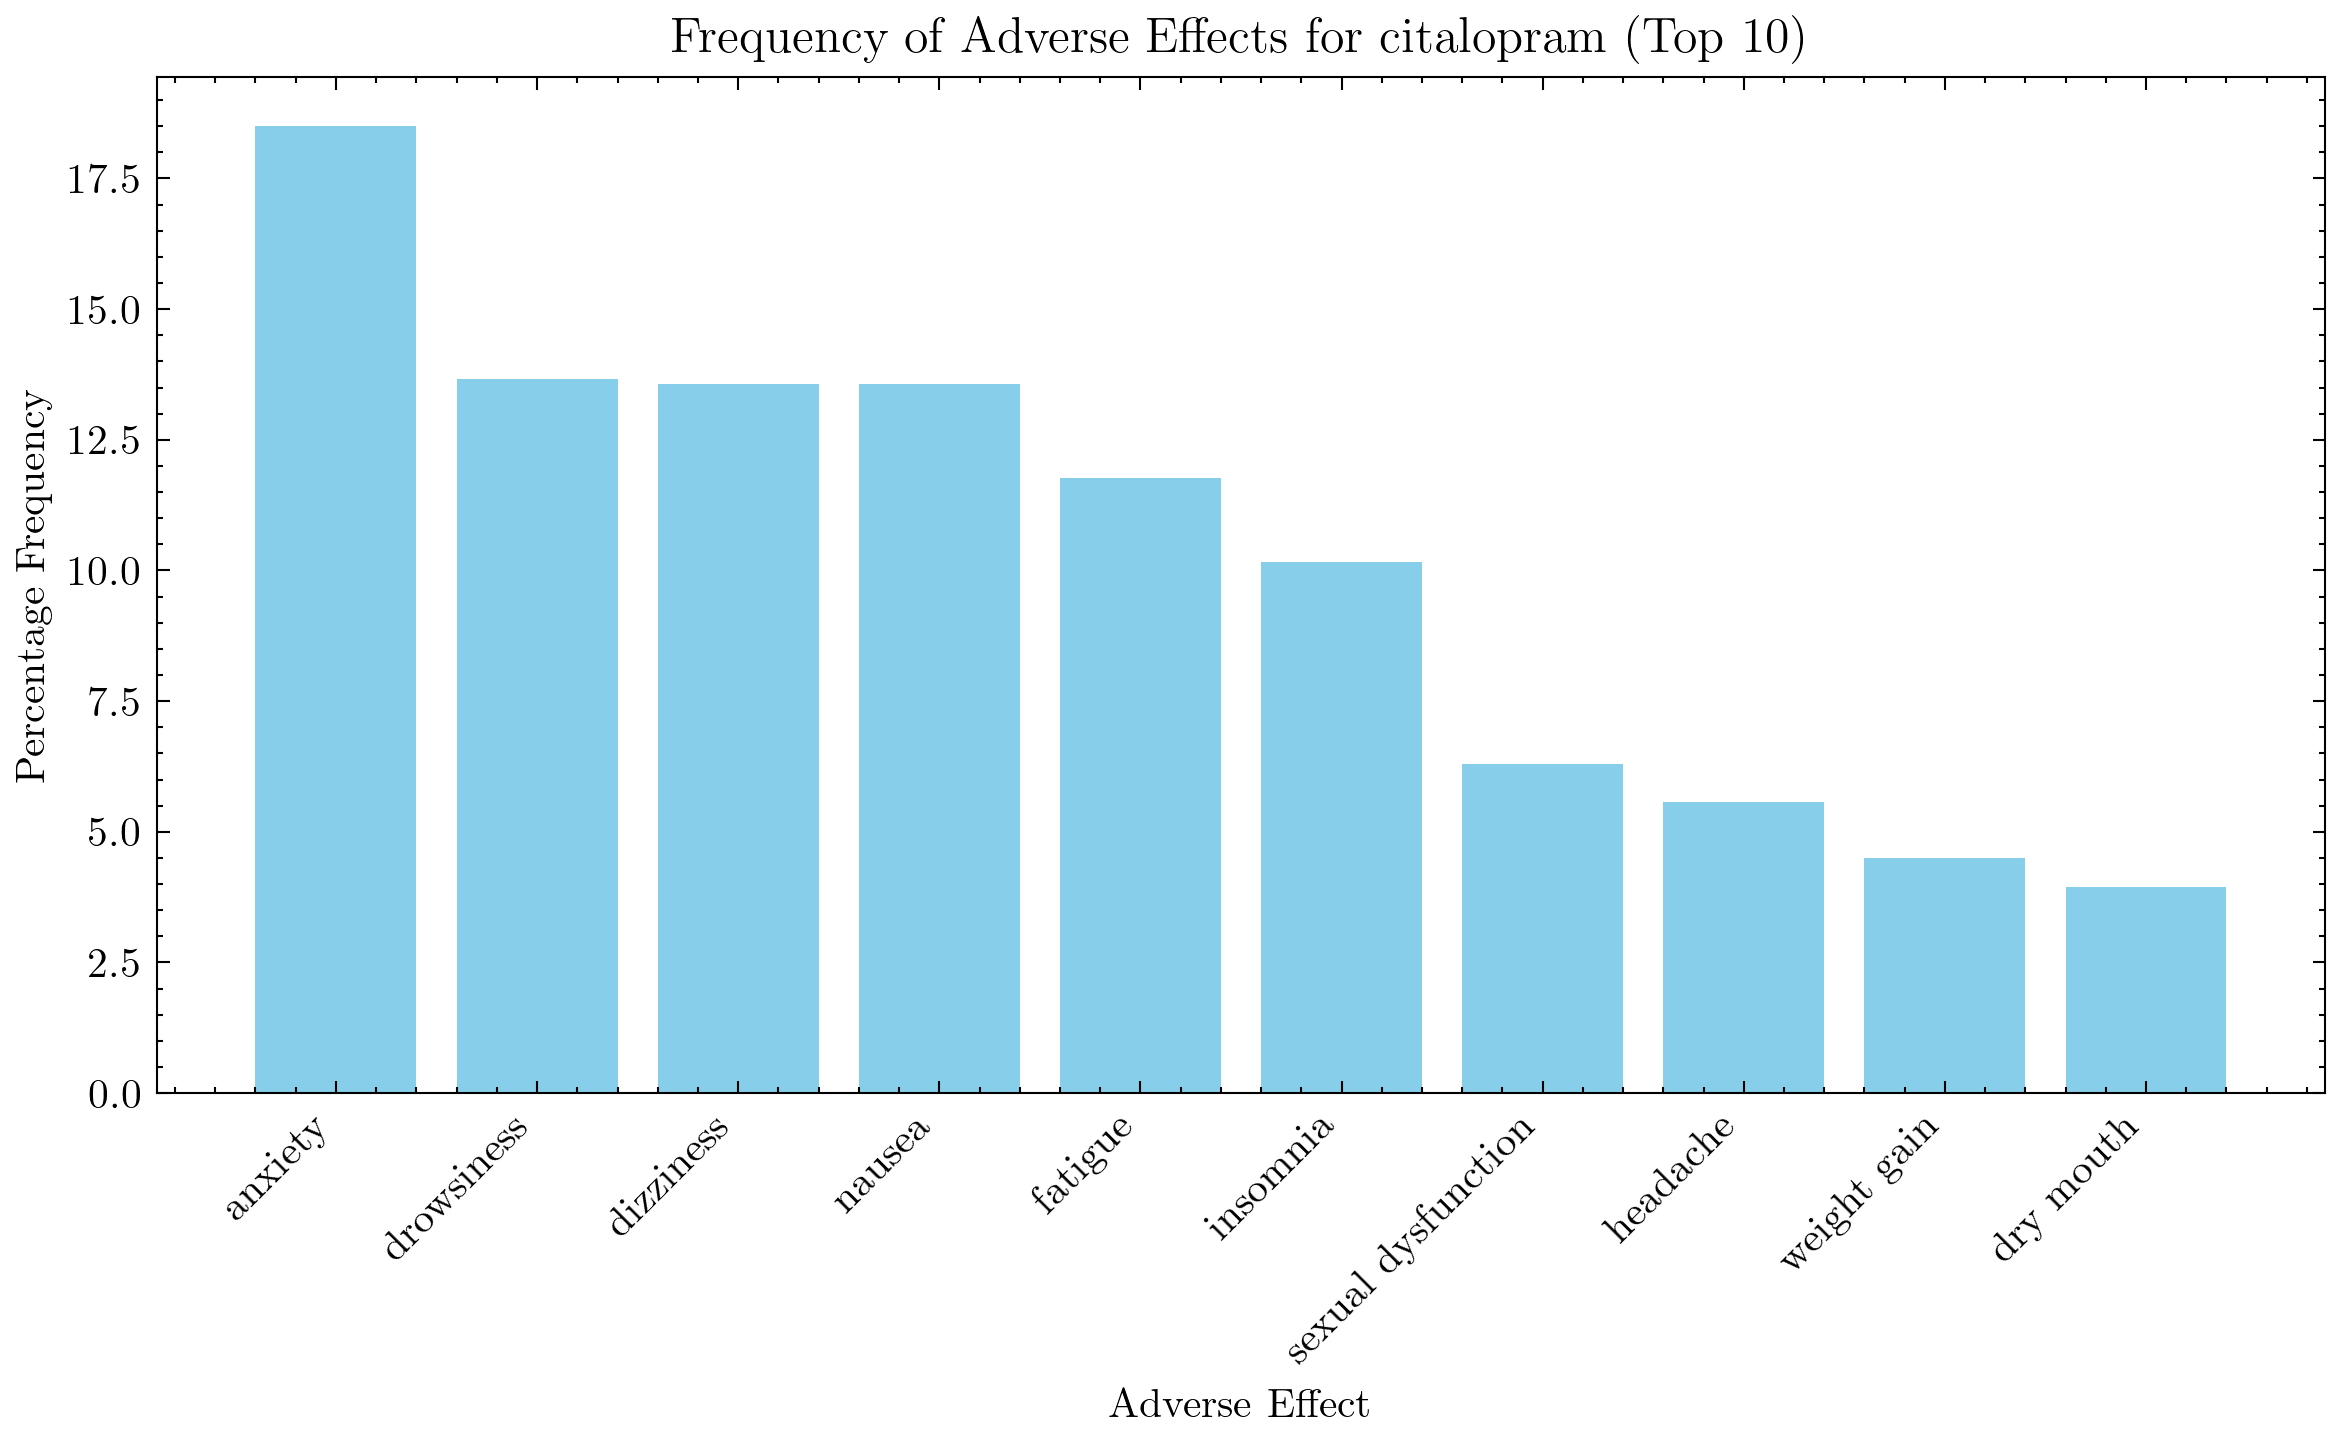 Frequency of Adverse Effects for citalopram (Top 10)
Percentage Frequency
17.5
15.0
12.5
10.0
7.5
5.0
2.5
0.0
anxiety
drowsiness
dizziness
nausea
fatigue
insomnia
sexual dysfunction
headache
weight gain
dry mouth
Adverse Effect